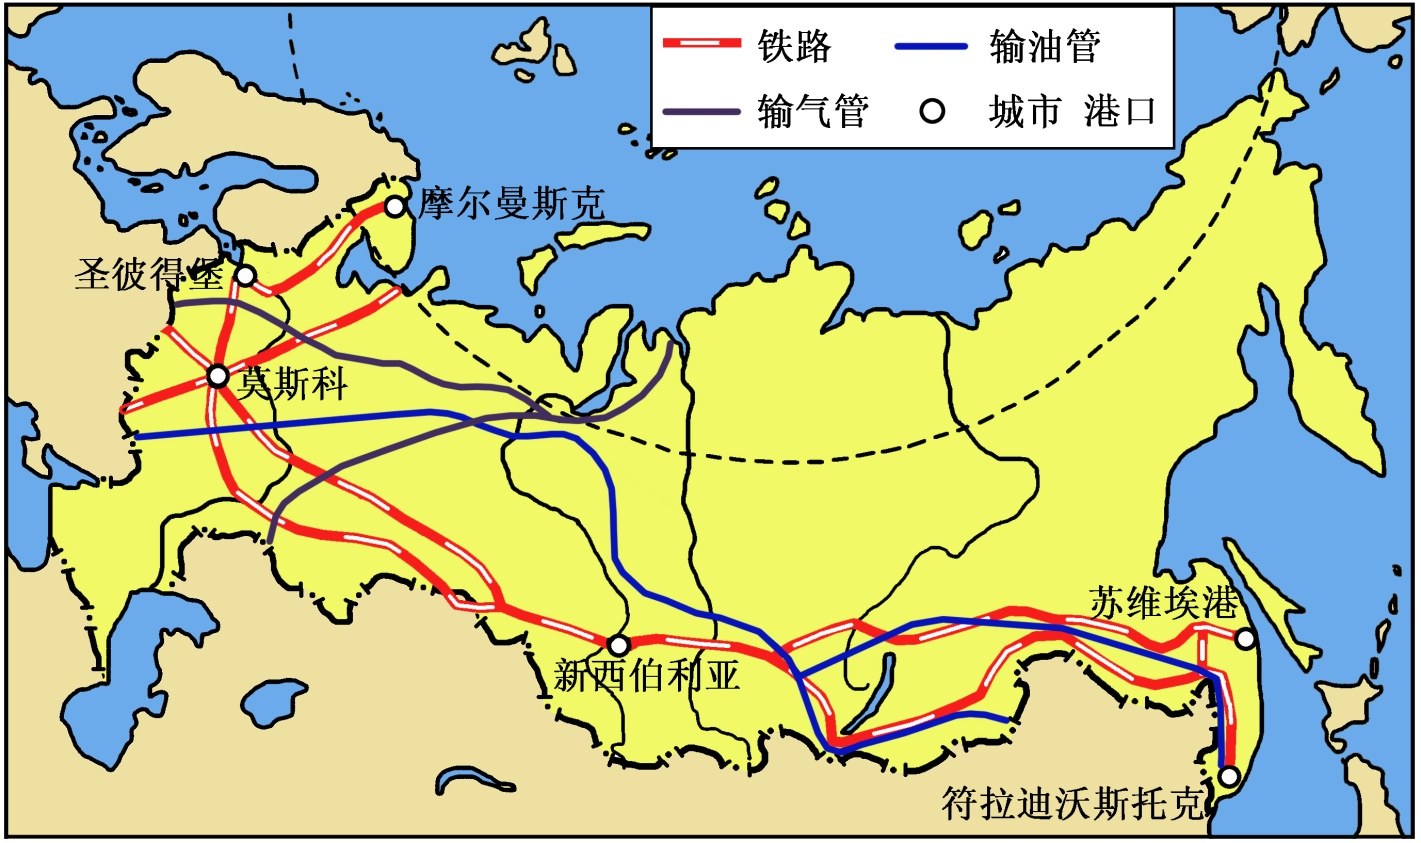 铁路 输油管
输气管 城市 港口
摩尔曼斯克
圣彼得堡
莫斯科
苏维埃港
新西伯利亚
符拉迪沃斯托克